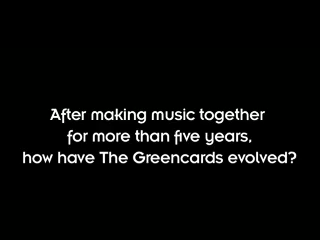 After making music together
for more than five years,
how have The Greencards evolved?